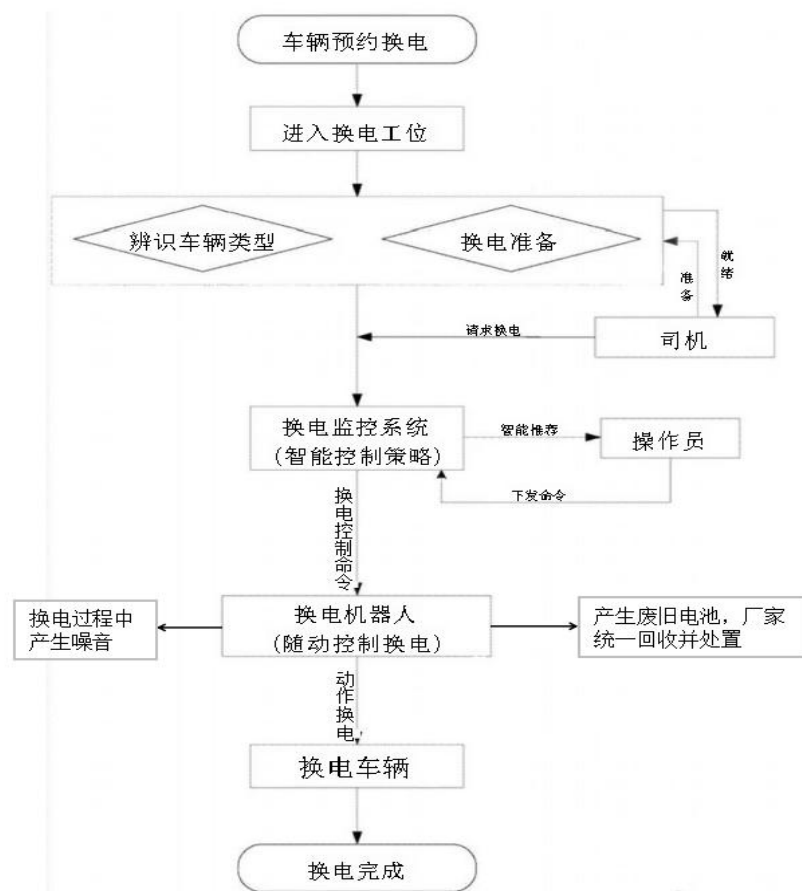 车辆预约换电
进入换电工位
辨识车辆类型
换电准备
就绪
准备
请求换电
司机
换电监控系统
(智能控制策略)
智能推荐
操作员
下发命令
换电控制命令
换电过程中
产生噪音
换电机器人
(随动控制换电)
产生废旧电池，厂家
统一回收并处置
动作换电
换电车辆
换电完成